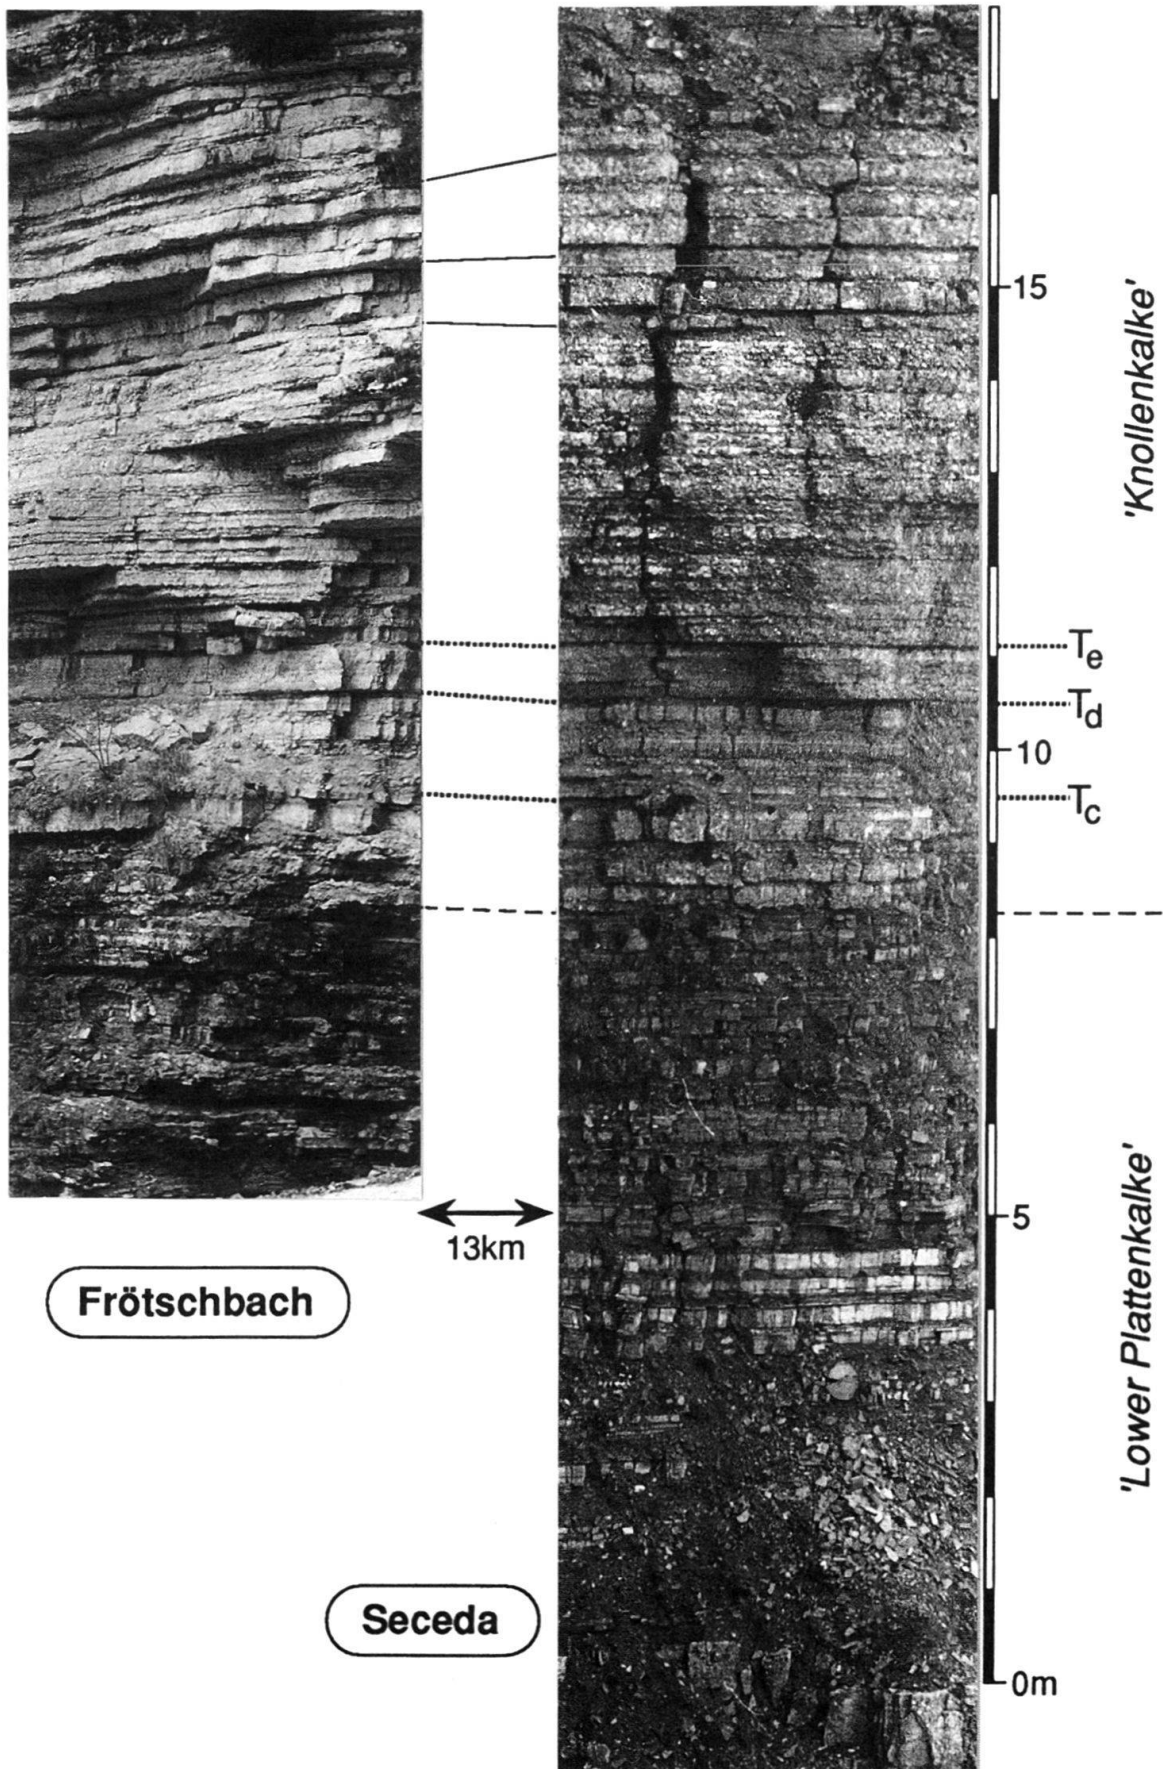 15
'Knollenkalke'
Te
Td
10
Tc
5
13km
Frötschbach
'Lower Plattenkalke'
Seceda
0m